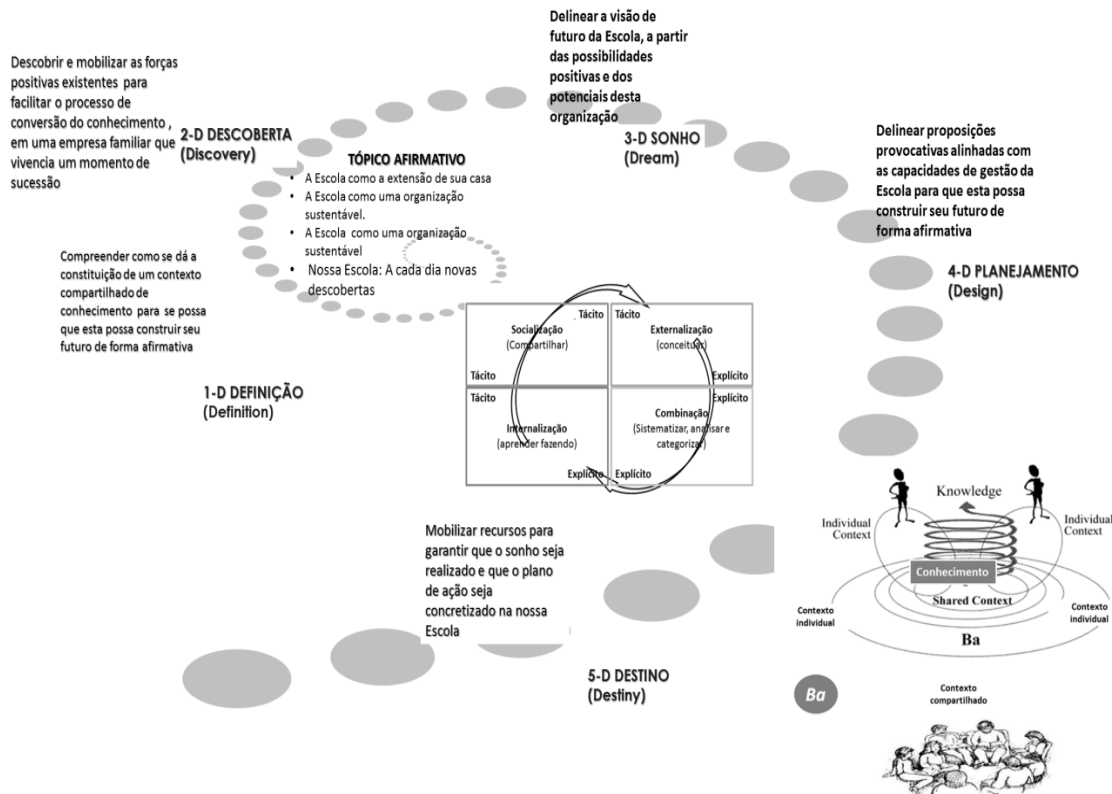 Descobrir e mobilizar as forças
positivas existentes para
facilitar o processo de
conversão do conhecimento ,
em uma empresa familiar que
vivencia um momento de
sucessão
2-D DESCOBERTA
(Discovery)
Delinear a visão de
futuro da Escola, a partir
das possibilidades
positivas e dos
potenciais desta
organização
3-D SONHO
(Dream)
Delinear proposições
provocativas alinhadas com
as capacidades de gestão da
Escola para que esta possa
construir seu futuro de
forma afirmativa
4-D PLANEJAMENTO
(Design)
TÓPICO AFIRMATIVO
• A Escola como a extensão de sua casa
• A Escola como uma organização
sustentável.
• A Escola como uma organização
sustentável
• Nossa Escola: A cada dia novas
descobertas
Compreender como se dá a
constituição de um contexto
compartilhado de
conhecimento para se possa
que esta possa construir seu
futuro de forma afirmativa
1-D DEFINIÇÃO
(Definition)
Tácito
Socialização
(Compartilhar)
Tácito
Tácito
Externalização
(conceituar)
Explícito
Tácito
Internalização
(aprender fazendo)
Explícito
Explícito
Combinação
(Sistematizar, analisar e
categorizar)
Explícito
Mobilizar recursos para
garantir que o sonho seja
realizado e que o plano
de ação seja
concretizado na nossa
Escola
5-D DESTINO
(Destiny)
Knowledge
Individual
Context
Individual
Context
Conhecimento
Shared Context
Contexto
individual
Contexto
individual
Ba
Ba
Contexto
compartilhado